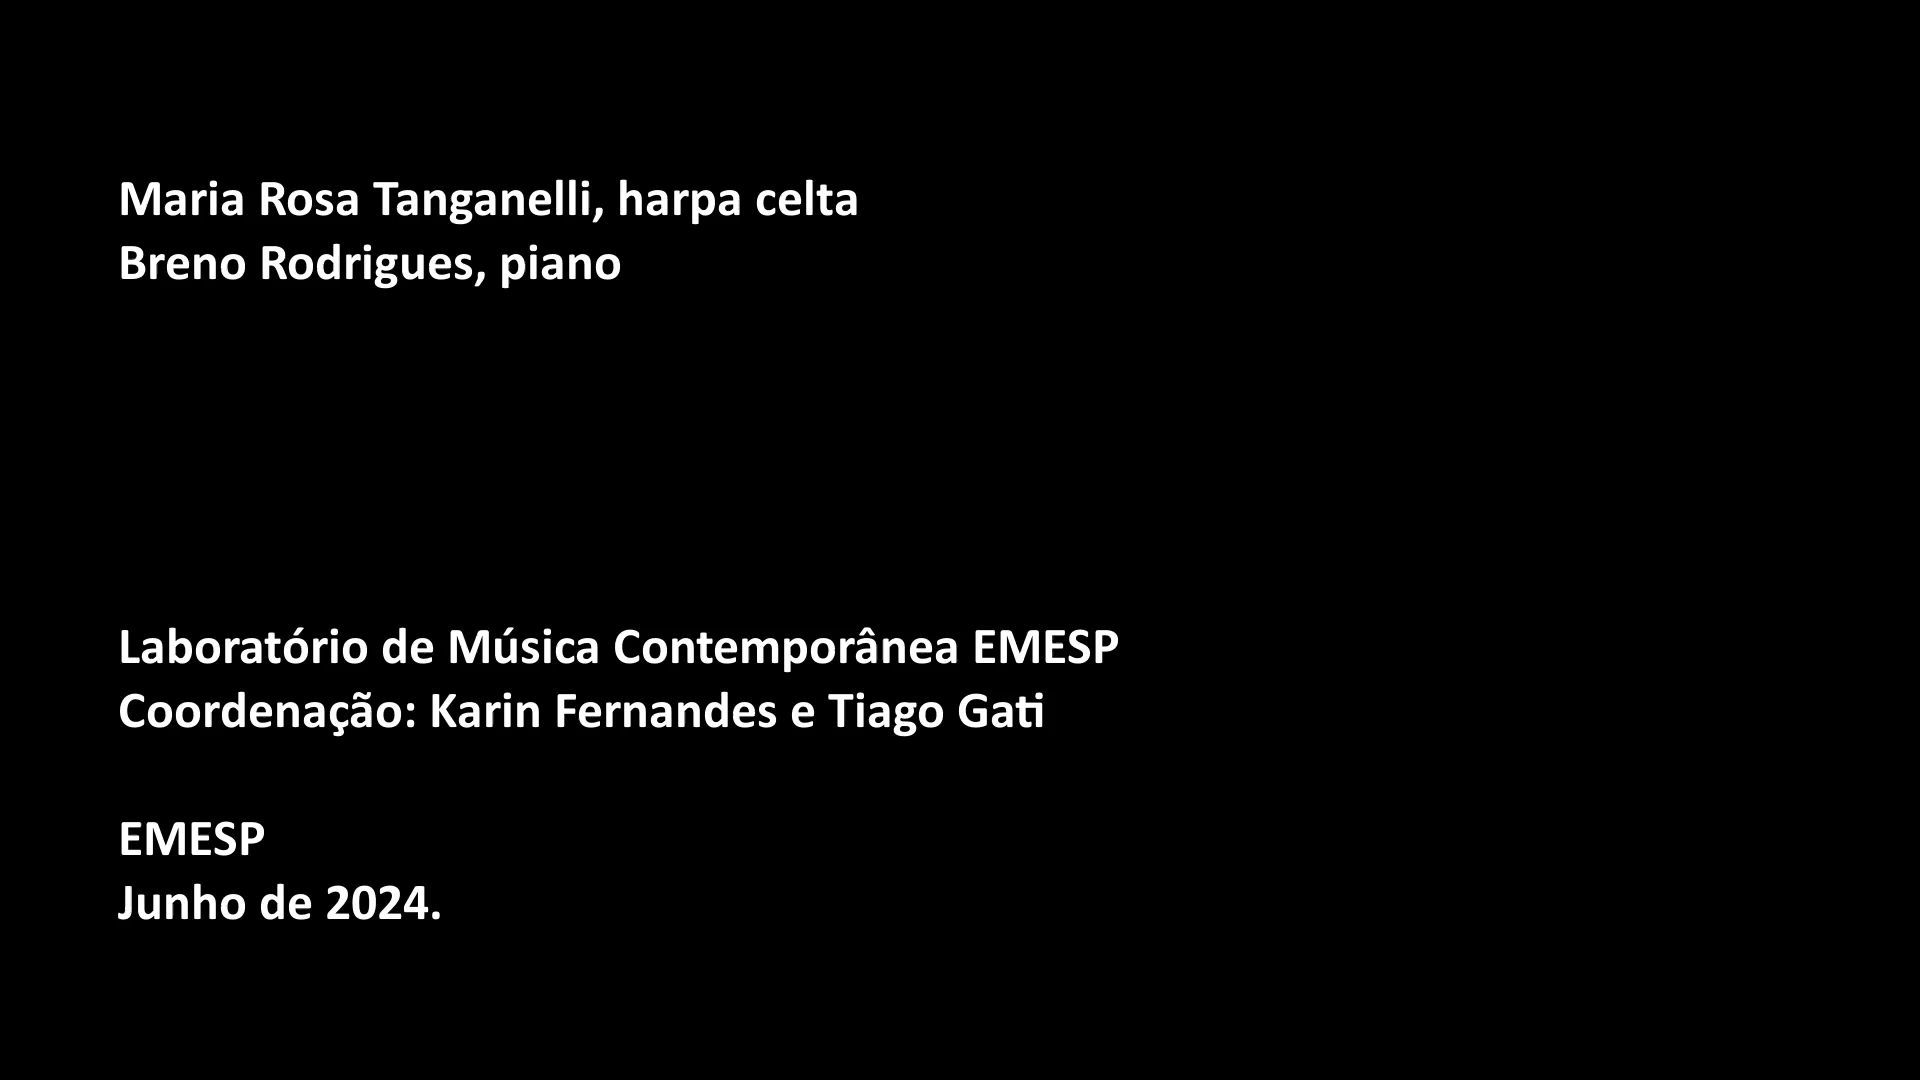 Maria Rosa Tanganelli, harpa celta
Breno Rodrigues, piano
Laboratório de Música Contemporânea EMESP
Coordenação: Karin Fernandes e Tiago Gati
EMESP
Junho de 2024.